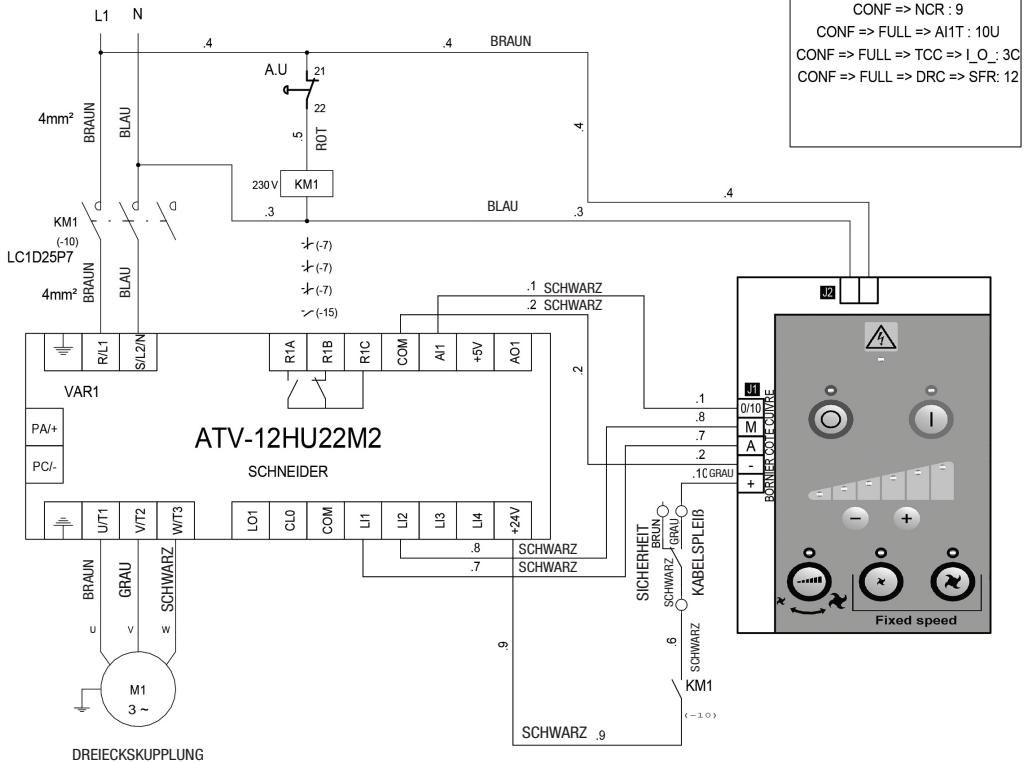 L1 N
CONF => NCR : 9
CONF => FULL => AI1T : 10U
CONF => FULL => TCC => I_O_: 3C
CONF => FULL => DRC => SFR: 12
.4 .4 BRAUN
A.U 21
22
4mm² BRAUN BLAU
.5 ROT
.4
230 V KM1
.4
.3 BLAU .3
KM1
(-10)
LC1D25P7
(-7)
(-7)
(-7)
(-15)
4mm² BRAUN BLAU
.1 SCHWARZ
.2 SCHWARZ
J2
R/L1 S/L2/N R1A R1B R1C COM AI1 +5V AO1
VAR1
.2
J1
PA/+
PC/-
ATV-12HU22M2
SCHNEIDER
.1 0/10
.8 M
.7 A
.2 -
.10 GRAU +
BORNIER COTE CUIVRE
U/T1 V/T2 W/T3 LO1 CL0 COM LI1 LI2 LI3 LI4 +24V
.8 SCHWARZ
.7 SCHWARZ
BRAUN GRAU SCHWARZ
SICHERHEIT BRUN GRAU KABELSPLEIß
SCHWARZ
U V W
.9
.6 SCHWARZ
Fixed speed
M1
3 ~
KM1
(-10)
SCHWARZ .9
DREIECKSKUPPLUNG